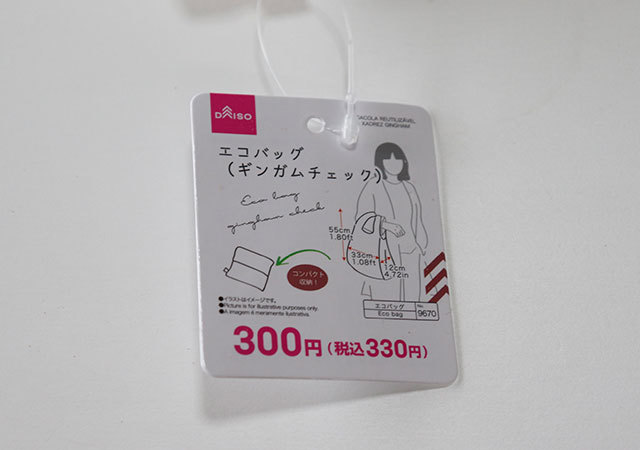 DAISO
SACOLA REUTILIZÁVEL
XADREZ GINGHAM
エコバッグ
（ギンガムチェック）
Eco bag
gingham check
55cm
1.80ft
33cm
1.08ft
12cm
4.72in
コンパクト
収納！
●イラストはイメージです。
●Picture is for illustrative purposes only.
●A imagem é meramente ilustrativa.
エコバッグ
Eco bag
No.
9670
300円（税込330円）